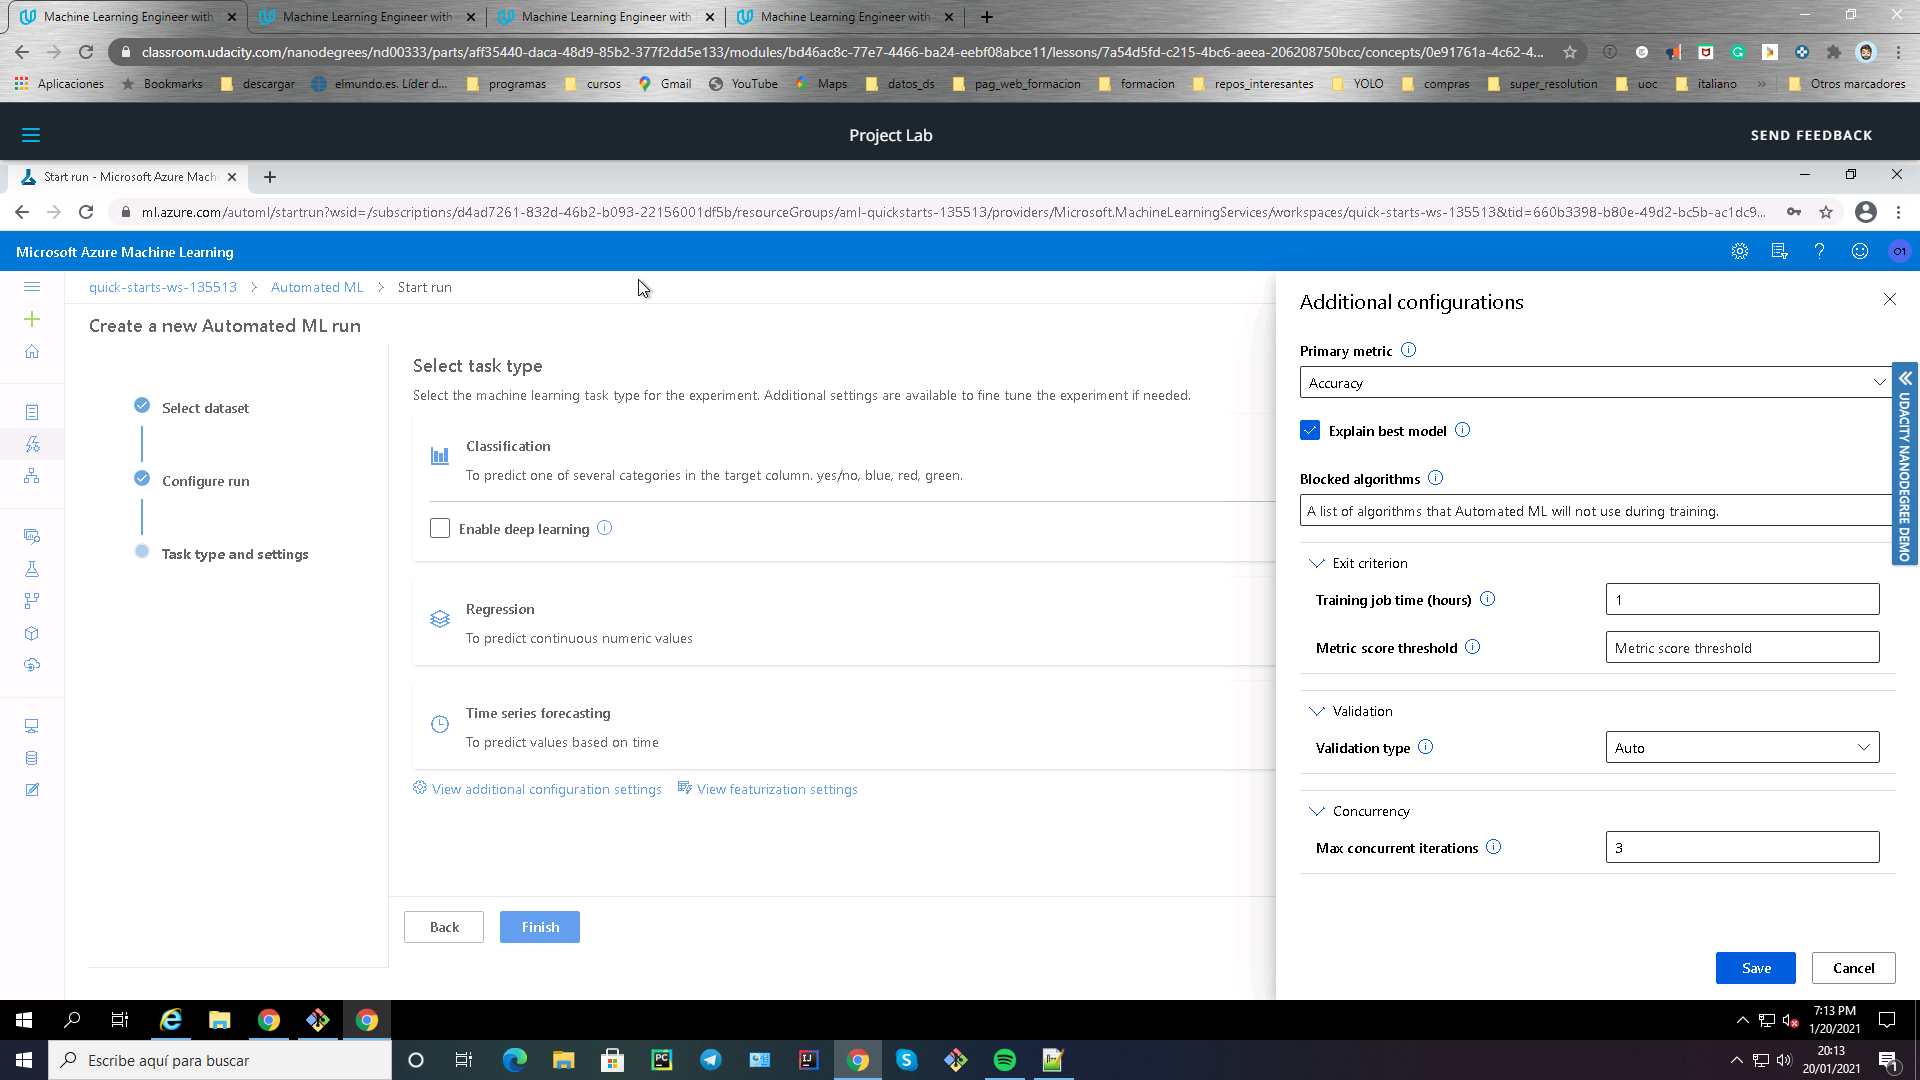 Machine Learning Engineer with
Machine Learning Engineer with
Machine Learning Engineer with
Machine Learning Engineer with
classroom.udacity.com/nanodegrees/nd00333/parts/aff35440-daca-48d9-85b2-377f2dd5e133/modules/bd46ac8c-77e7-4466-ba24-eebf08abce11/lessons/7a54d5fd-c215-4bc6-aeea-206208750bcc/concepts/0e91761a-4c62-4...
Aplicaciones
Bookmarks
descargar
elmundo.es. Líder d...
programas
cursos
Gmail
YouTube
Maps
datos_ds
pag_web_formacion
formacion
repos_interesantes
YOLO
compras
super_resolution
uoc
italiano
»
Otros marcadores
Project Lab
SEND FEEDBACK
Start run - Microsoft Azure Mach
ml.azure.com/automl/startrun?wsid=/subscriptions/d4ad7261-832d-46b2-b093-22156001df5b/resourceGroups/aml-quickstarts-135513/providers/Microsoft.MachineLearningServices/workspaces/quick-starts-ws-135513&tid=660b3398-b80e-49d2-bc5b-ac1dc9...
Microsoft Azure Machine Learning
O1
quick-starts-ws-135513 > Automated ML > Start run
Create a new Automated ML run
Select dataset
Configure run
Task type and settings
Select task type
Select the machine learning task type for the experiment. Additional settings are available to fine tune the experiment if needed.
Classification
To predict one of several categories in the target column. yes/no, blue, red, green.
Enable deep learning
Regression
To predict continuous numeric values
Time series forecasting
To predict values based on time
View additional configuration settings
View featurization settings
Back
Finish
Additional configurations
Primary metric
Accuracy
Explain best model
Blocked algorithms
A list of algorithms that Automated ML will not use during training.
Exit criterion
Training job time (hours)
1
Metric score threshold
Metric score threshold
Validation
Validation type
Auto
Concurrency
Max concurrent iterations
3
Save
Cancel
UDACITY NANODEGREE DEMO
7:13 PM
1/20/2021
Escribe aquí para buscar
20:13
20/01/2021
1